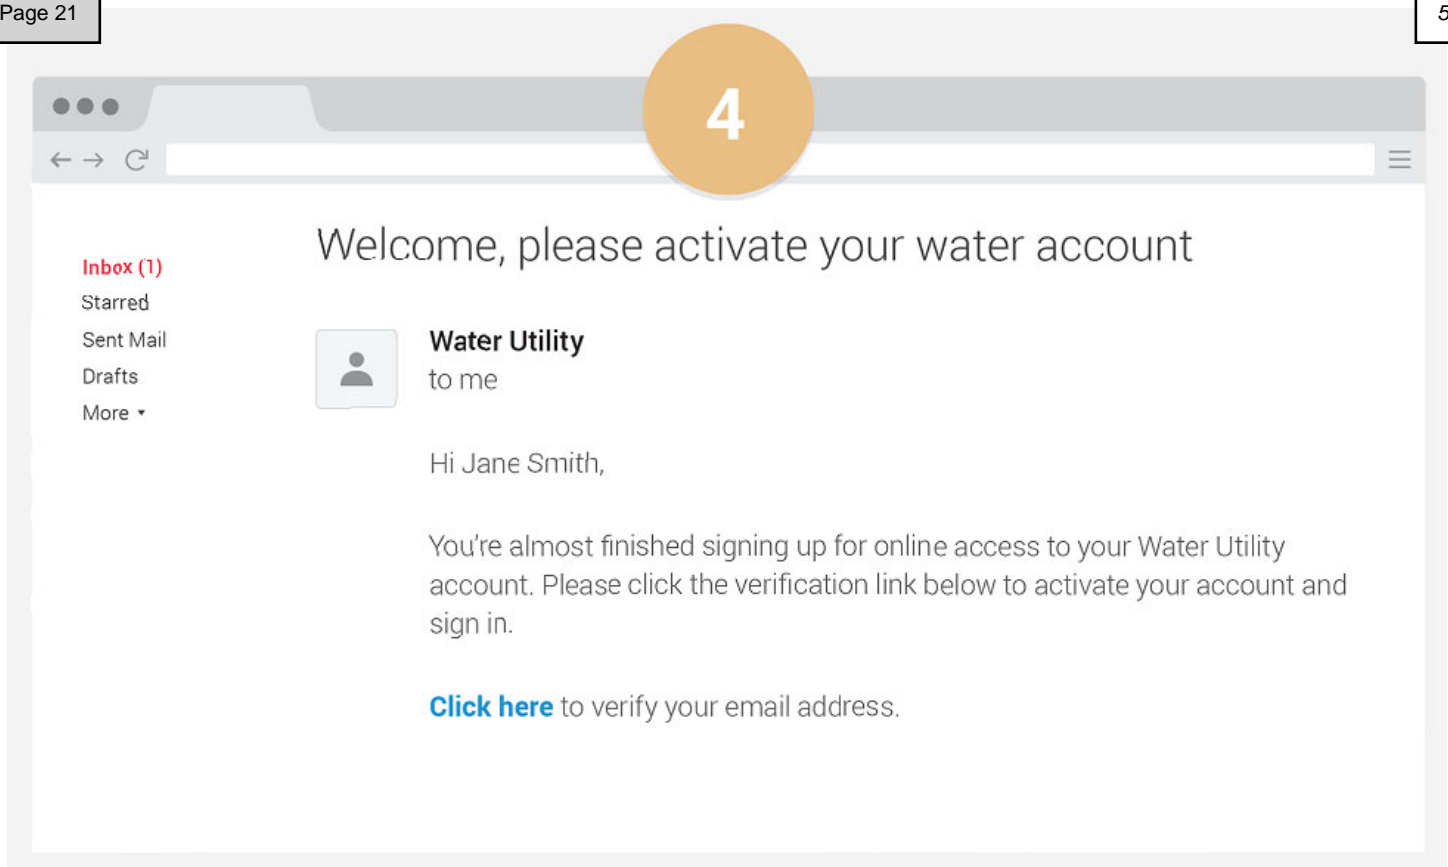 Page 21
5
4
Welcome, please activate your water account
Inbox (1)
Starred
Sent Mail
Drafts
More ▾
Water Utility
to me
Hi Jane Smith,
You're almost finished signing up for online access to your Water Utility
account. Please click the verification link below to activate your account and
sign in.
Click here to verify your email address.